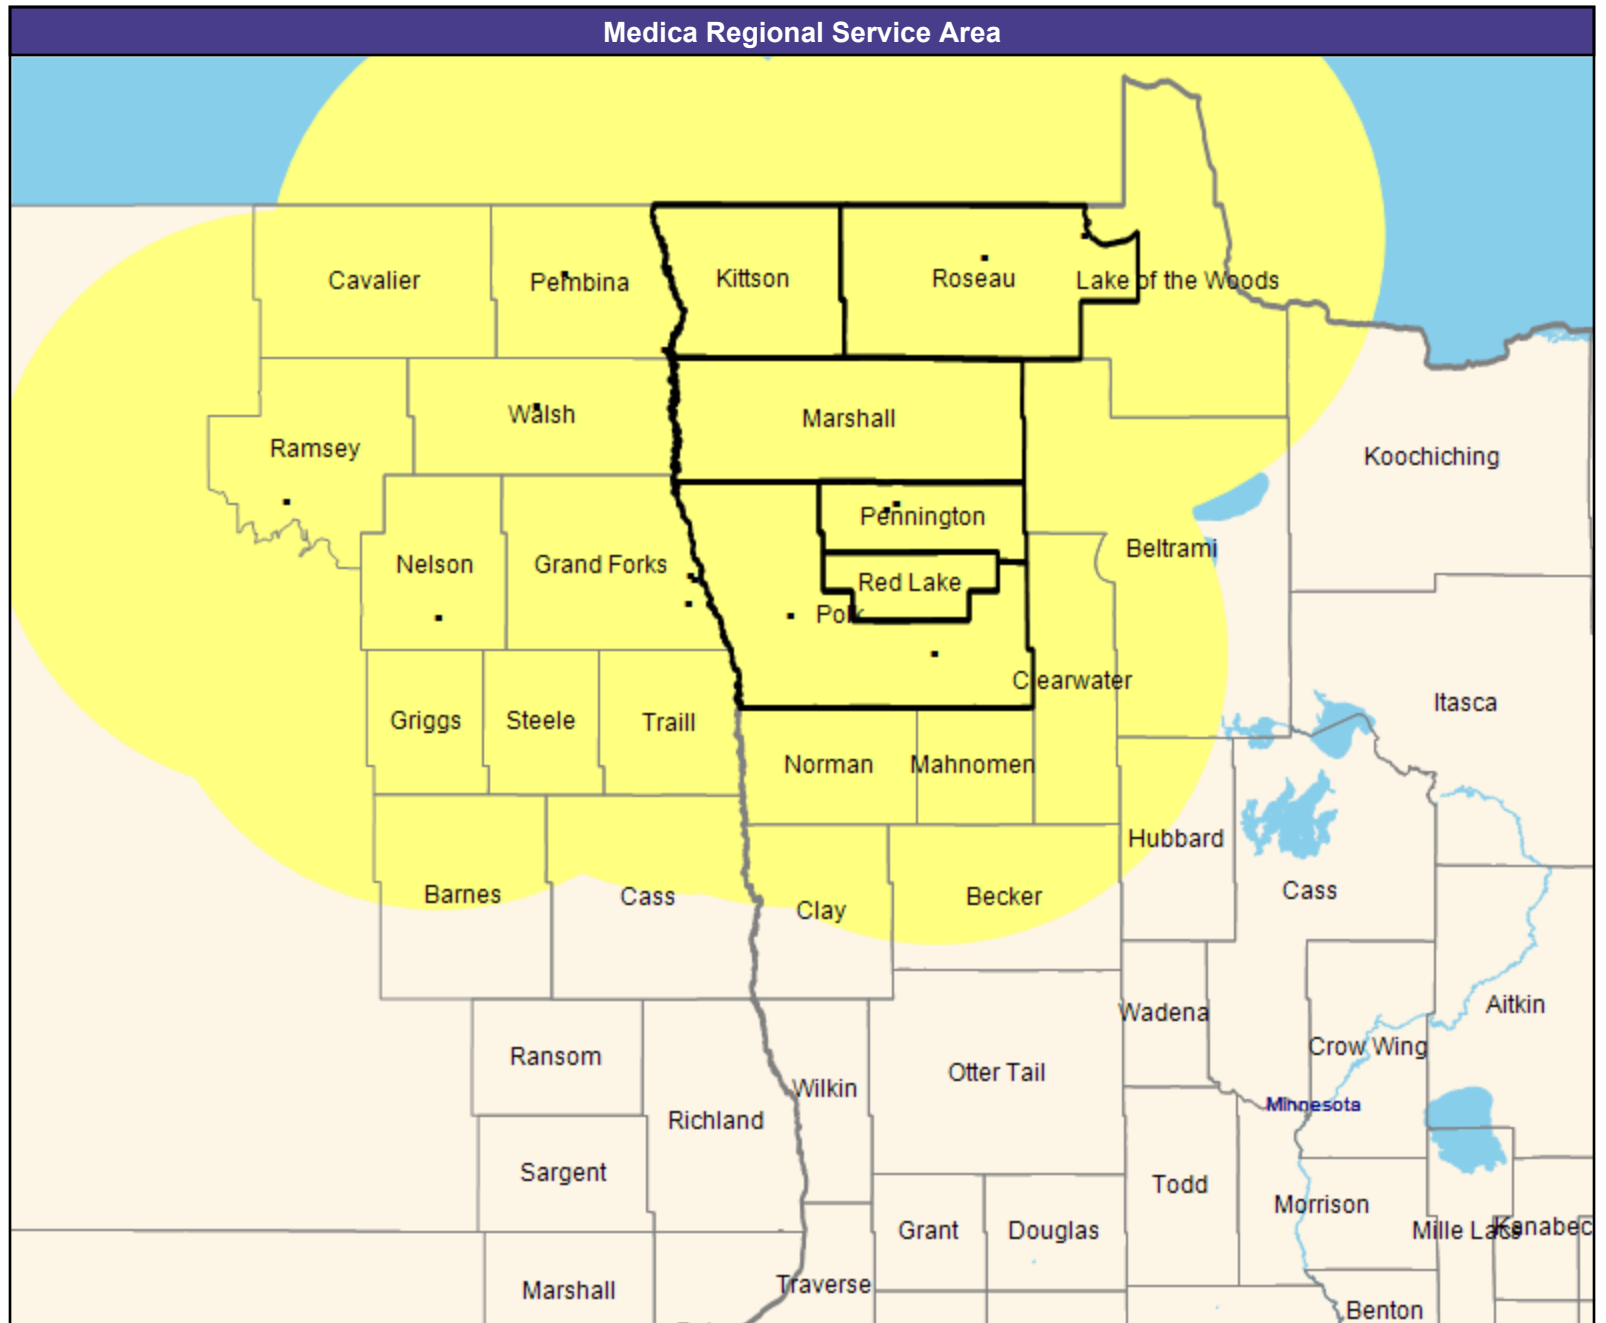 Medica Regional Service Area
Cavalier
Pembina
Kittson
Roseau
Lake of the Woods
Walsh
Marshall
Ramsey
Koochiching
Pennington
Beltrami
Nelson
Grand Forks
Red Lake
Polk
Clearwater
Itasca
Griggs
Steele
Traill
Norman
Mahnomen
Hubbard
Cass
Barnes
Cass
Clay
Becker
Aitkin
Wadena
Crow Wing
Ransom
Otter Tail
Wilkin
Minnesota
Richland
Sargent
Todd
Morrison
Grant
Douglas
Mille Lacs
Kanabec
Marshall
Traverse
Benton